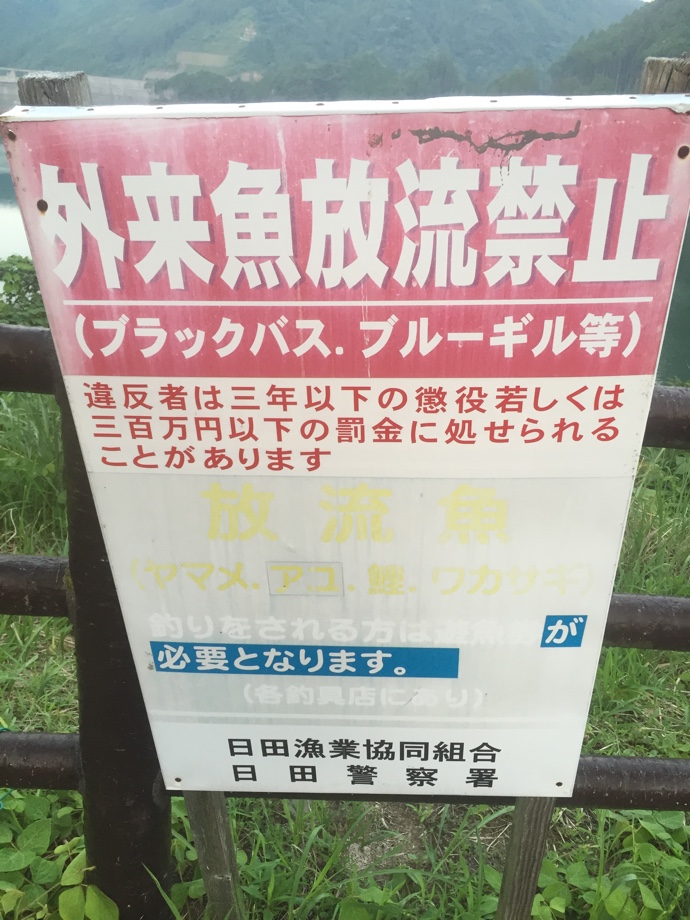 外来魚放流禁止
（ブラックバス．ブルーギル等）
違反者は三年以下の懲役若しくは
三百万円以下の罰金に処せられる
ことがあります
放流魚
（ヤマメ．アユ．鯉．ワカサギ）
釣りをされる方は遊魚券が
必要となります。
（各釣具店にあり）
日田漁業協同組合
日田警察署